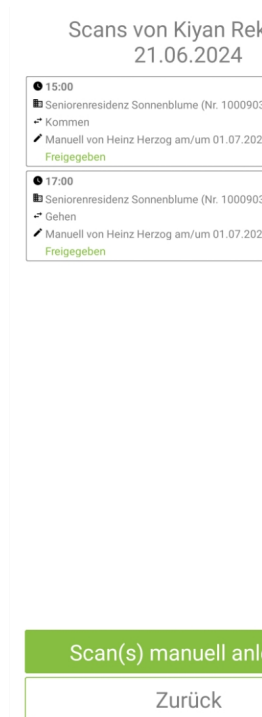 Scans von Kiyan Rek
21.06.2024
15:00
Seniorenresidenz Sonnenblume (Nr. 1000903
Kommen
Manuell von Heinz Herzog am/um 01.07.202
Freigegeben
17:00
Seniorenresidenz Sonnenblume (Nr. 1000903
Gehen
Manuell von Heinz Herzog am/um 01.07.202
Freigegeben
Scan(s) manuell anl
Zurück